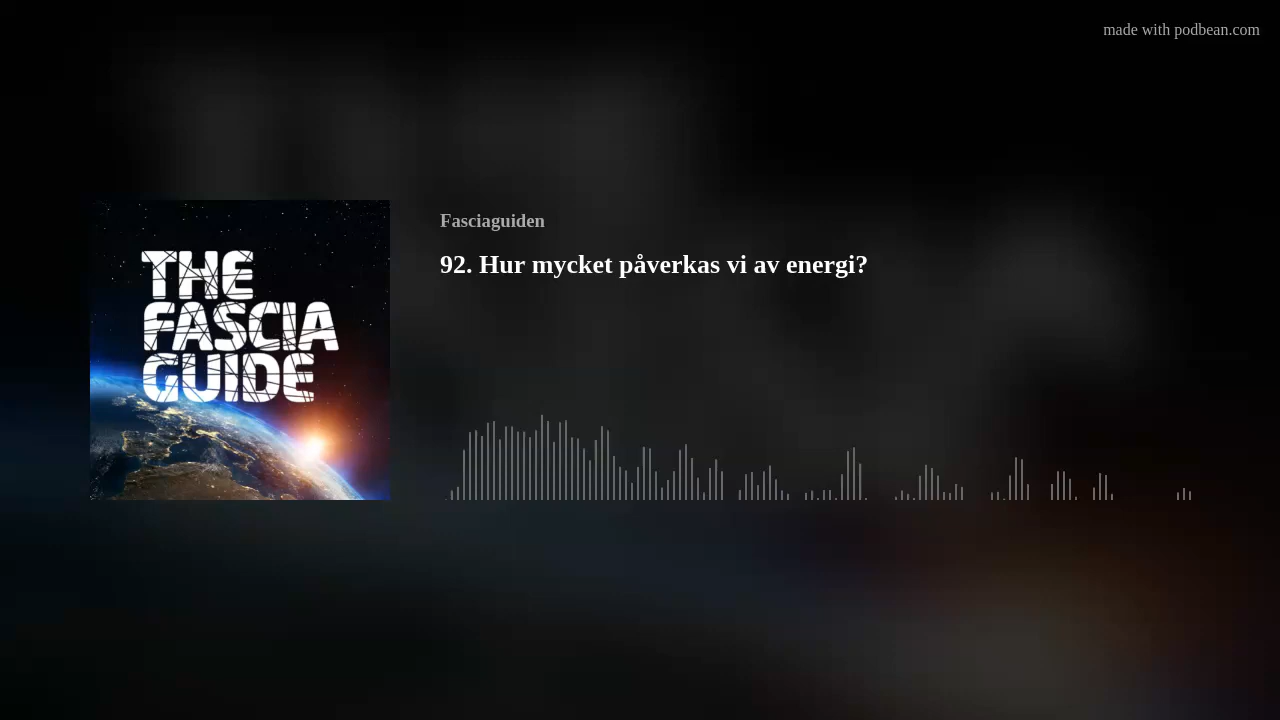 made with podbean.com
THE
FASCIA
GUIDE
Fasciaguiden
92. Hur mycket påverkas vi av energi?